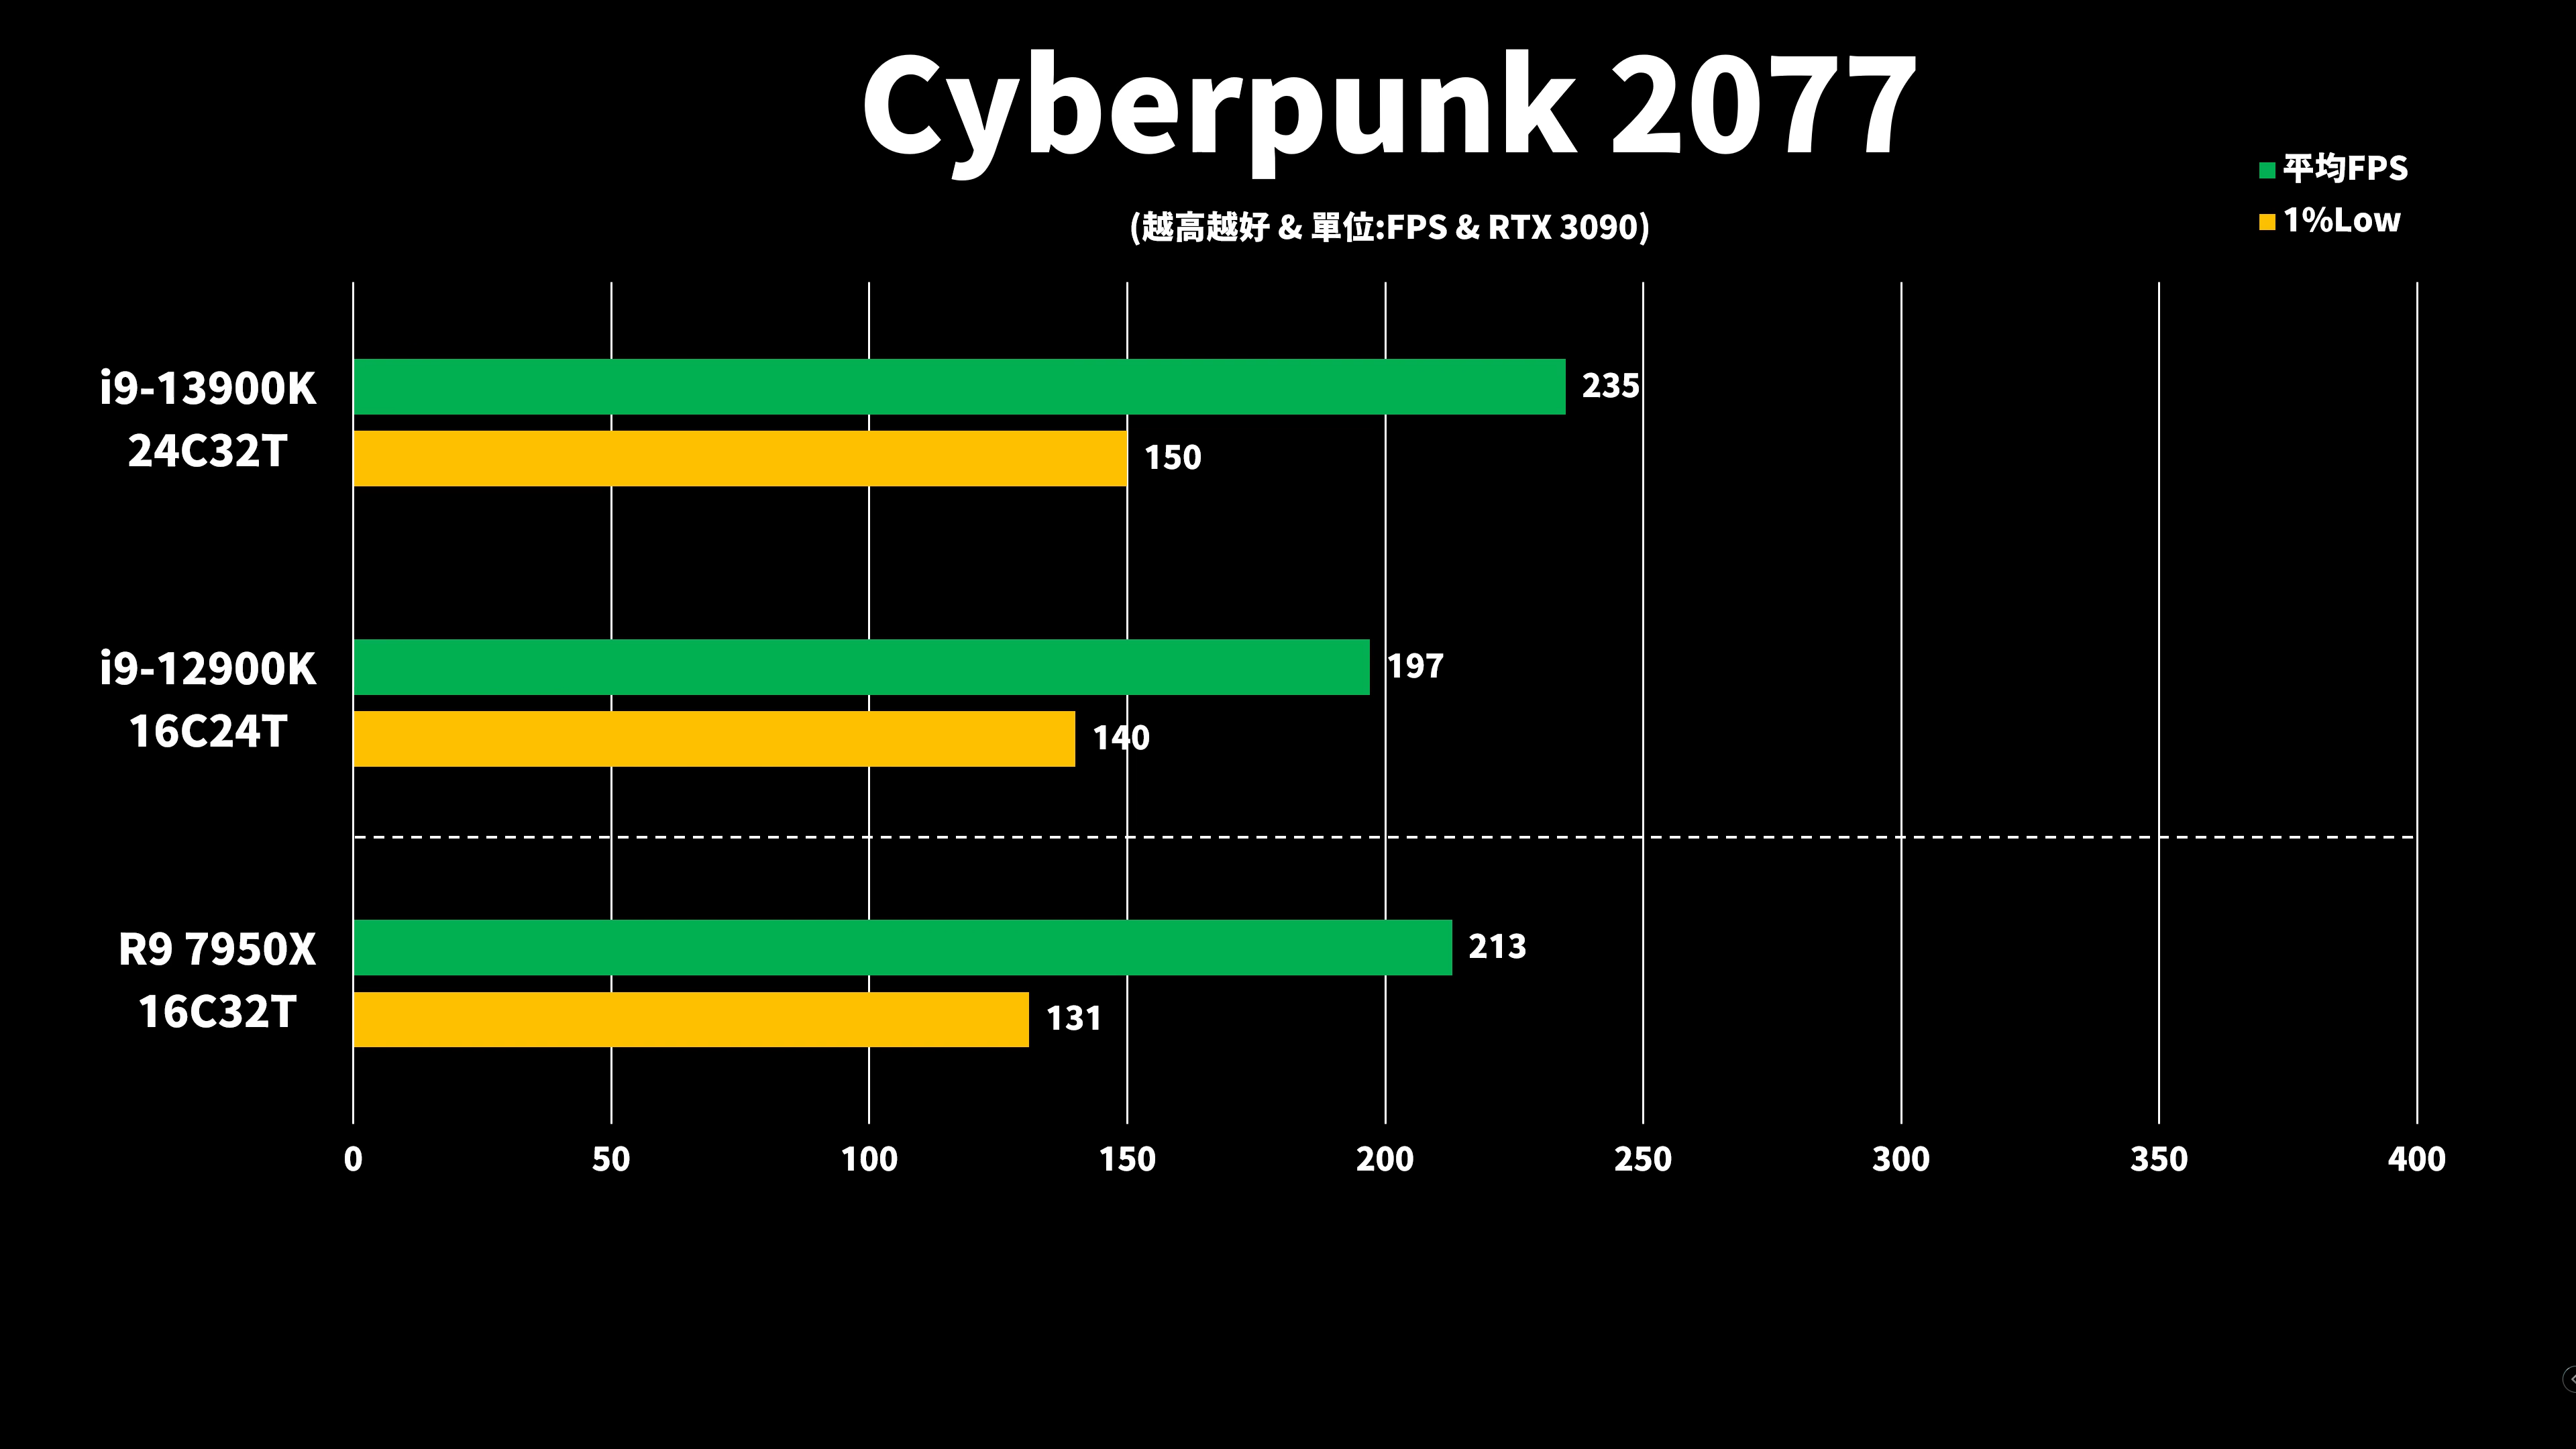 Cyberpunk 2077
(越高越好 & 單位:FPS & RTX 3090)
平均FPS
1%Low
i9-13900K
24C32T
235
150
i9-12900K
16C24T
197
140
R9 7950X
16C32T
213
131
0 50 100 150 200 250 300 350 400